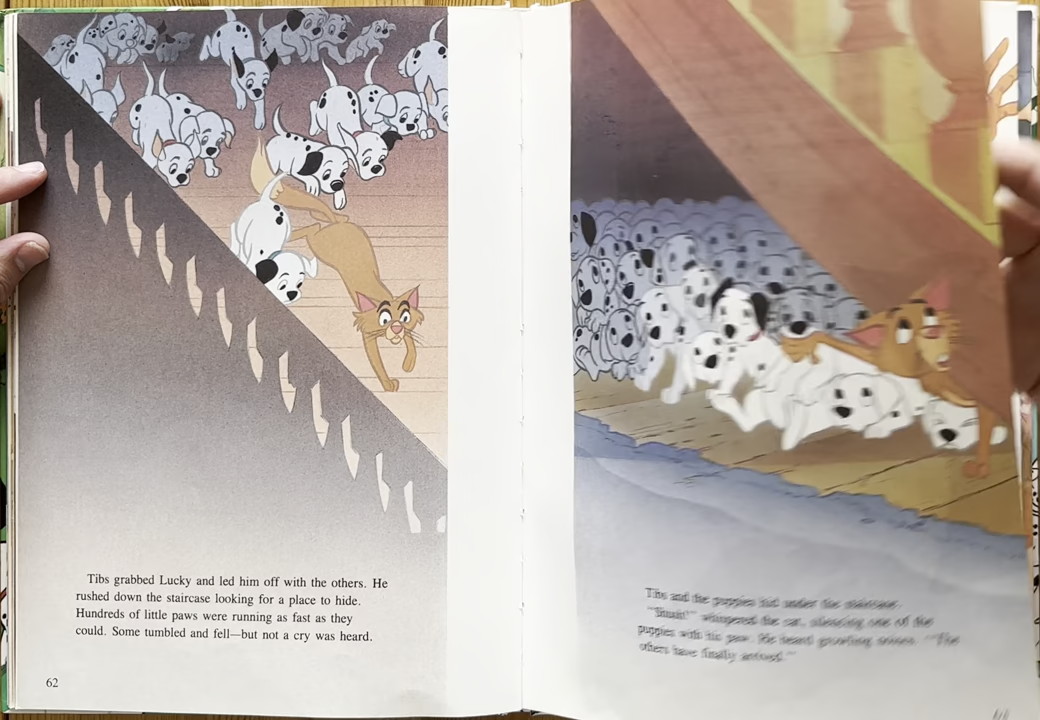 Tibs grabbed Lucky and led him off with the others. He
rushed down the staircase looking for a place to hide.
Hundreds of little paws were running as fast as they
could. Some tumbled and fell—but not a cry was heard.
62
Tibs and the puppies hid under the staircase.
whispered the cat, silencing one of the
puppies with his paw. He heard growling noises. "The
others have finally arrived."